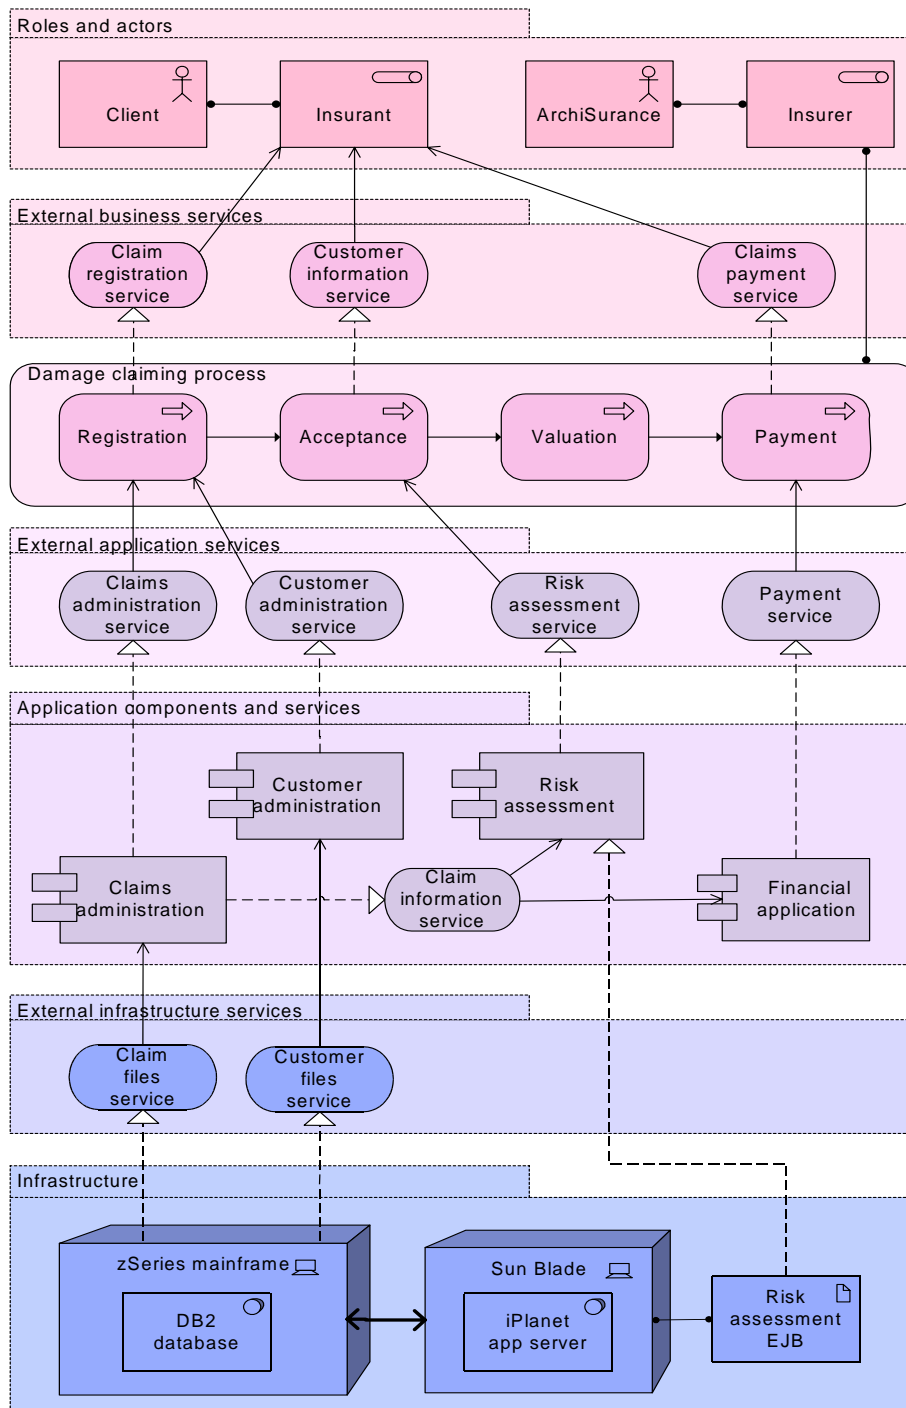 Roles and actors
Client
Insurant
ArchiSurance
Insurer
External business services
Claim
registration
service
Customer
information
service
Claims
payment
service
Damage claiming process
Registration
Acceptance
Valuation
Payment
External application services
Claims
administration
service
Customer
administration
service
Risk
assessment
service
Payment
service
Application components and services
Customer
administration
Risk
assessment
Claims
administration
Claim
information
service
Financial
application
External infrastructure services
Claim
files
service
Customer
files
service
Infrastructure
zSeries mainframe
DB2
database
Sun Blade
iPlanet
app server
Risk
assessment
EJB